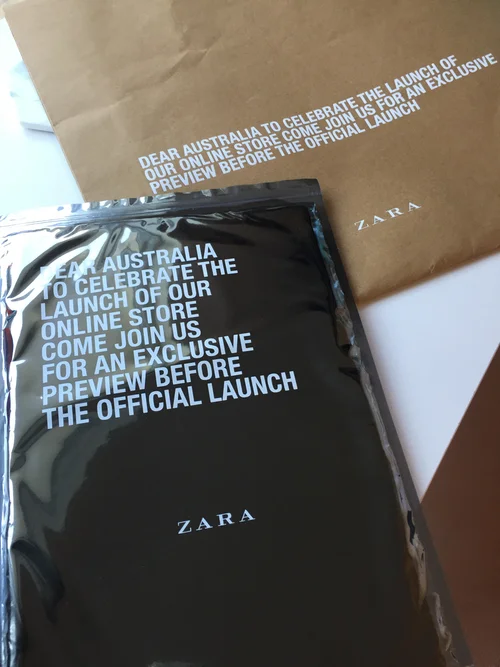 DEAR AUSTRALIA TO CELEBRATE THE LAUNCH OF
OUR ONLINE STORE COME JOIN US FOR AN EXCLUSIVE
PREVIEW BEFORE THE OFFICIAL LAUNCH
ZARA
DEAR AUSTRALIA
TO CELEBRATE THE
LAUNCH OF OUR
ONLINE STORE
COME JOIN US
FOR AN EXCLUSIVE
PREVIEW BEFORE
THE OFFICIAL LAUNCH
ZARA